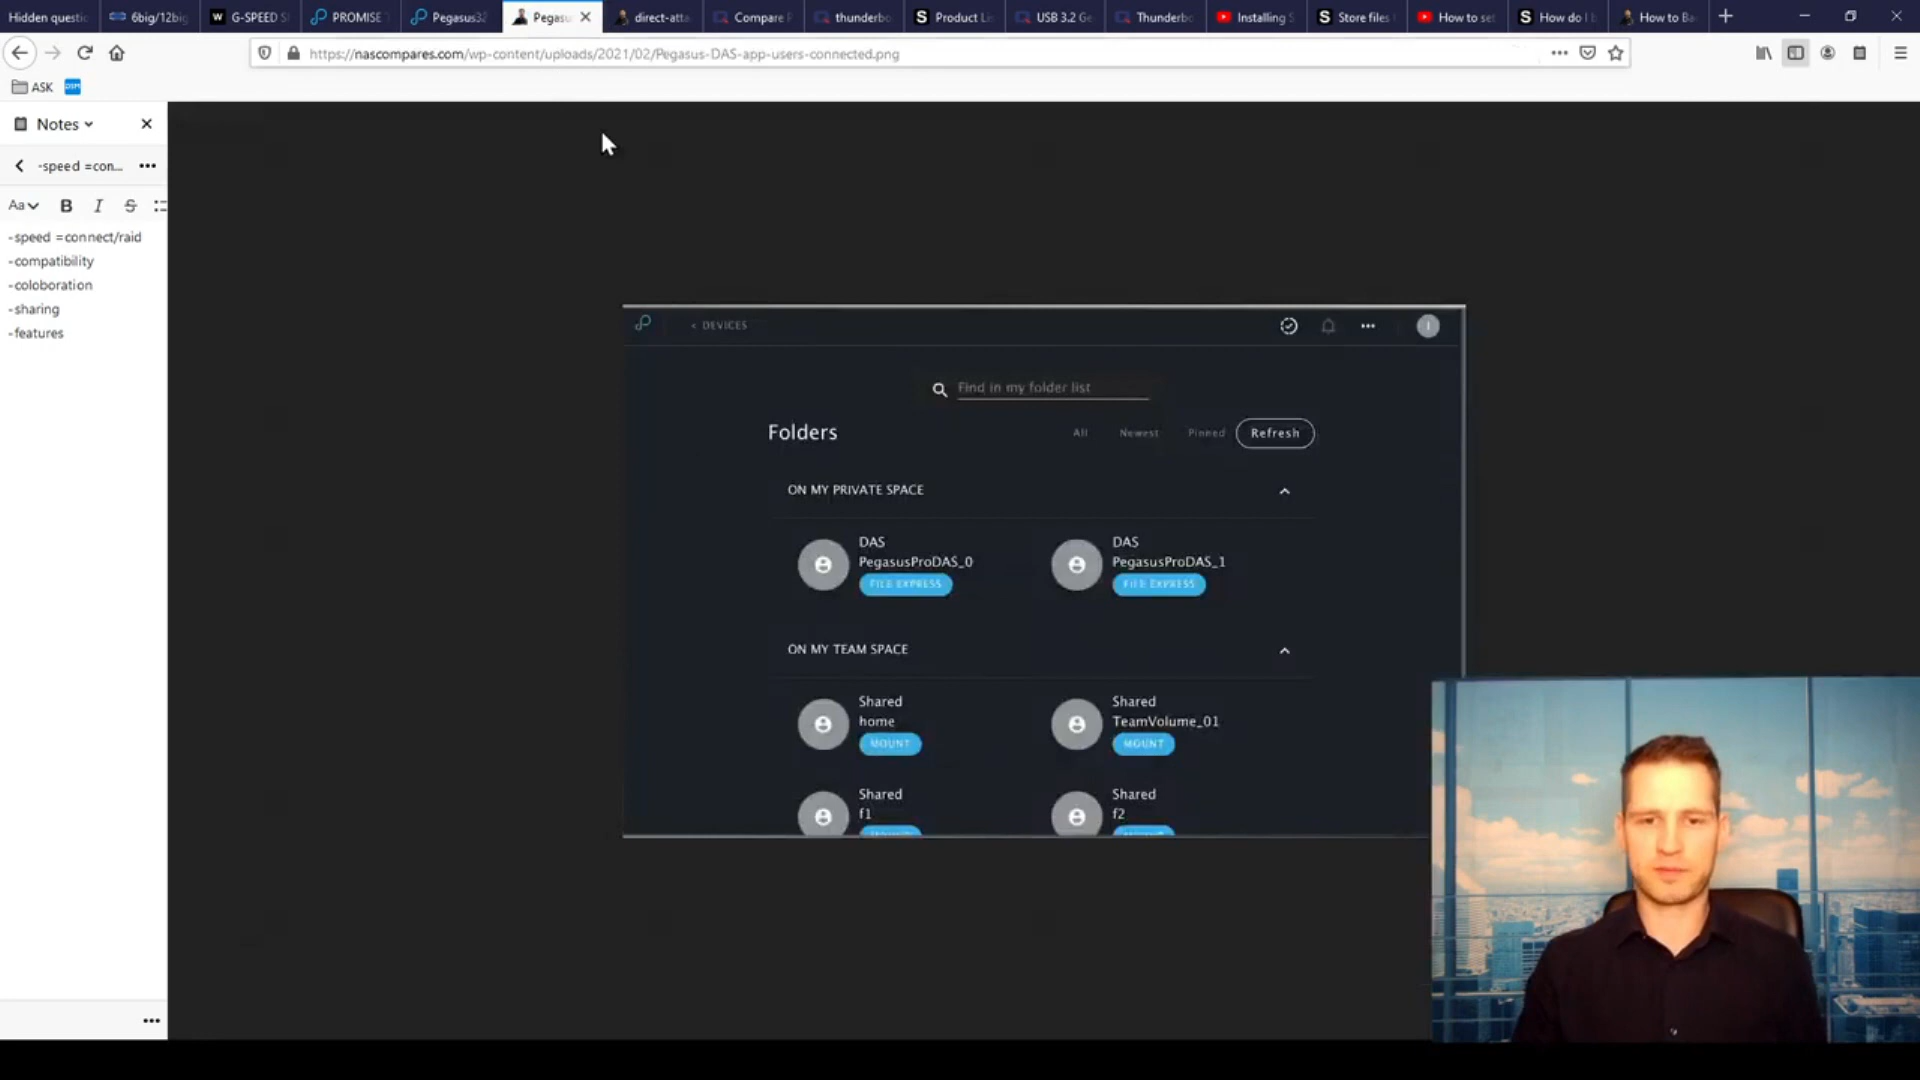 Hidden questic
6big/12big
G-SPEED S
PROMISE
Pegasus32
Pegasu
direct-atta
Compare P
thunderbo
Product Li
USB 3.2 Ge
Thunderbo
Installing S
Store files
How to se
How do I b
How to Ba
https://nascompares.com/wp-content/uploads/2021/02/Pegasus-DAS-app-users-connected.png
ASK
DSM
Notes
-speed =con...
Aa B I S
-speed =connect/raid
-compatibility
-coloboration
-sharing
-features
< DEVICES
Find in my folder list
Folders
All Newest Pinned Refresh
ON MY PRIVATE SPACE
DAS
PegasusProDAS_0
FILE EXPRESS
DAS
PegasusProDAS_1
FILE EXPRESS
ON MY TEAM SPACE
Shared
home
MOUNT
Shared
TeamVolume_01
MOUNT
Shared
f1
Shared
f2